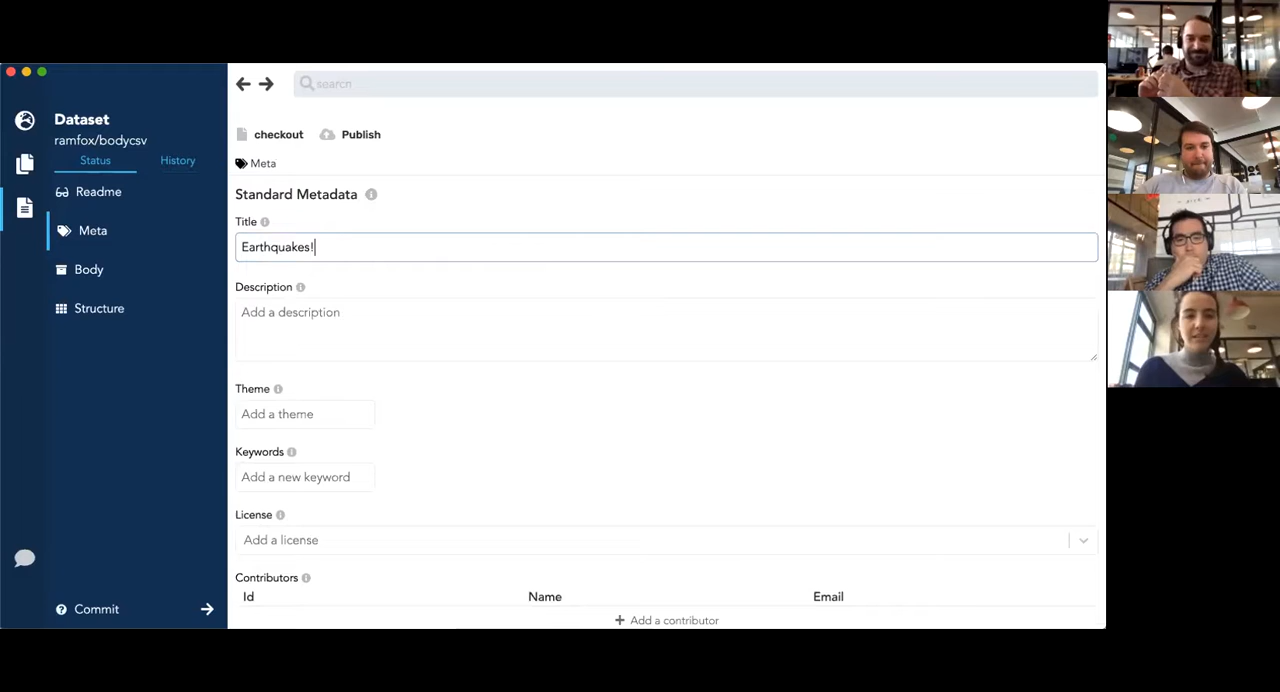 Dataset
ramfox/bodycsv
Status History
Readme
Meta
Body
Structure
Commit
search
checkout Publish
Meta
Standard Metadata
Title
Earthquakes!
Description
Add a description
Theme
Add a theme
Keywords
Add a new keyword
License
Add a license
Contributors
Id Name Email
+ Add a contributor